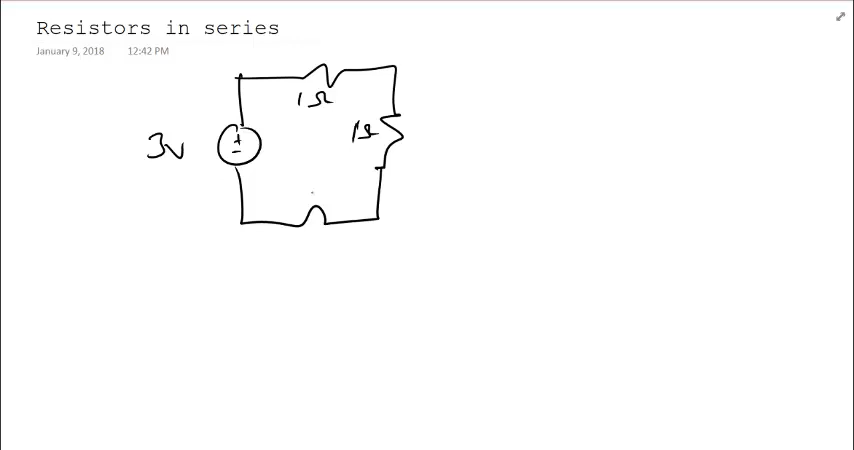 Resistors in series
January 9, 2018 12:42 PM
1Ω
1Ω
3V
+
-